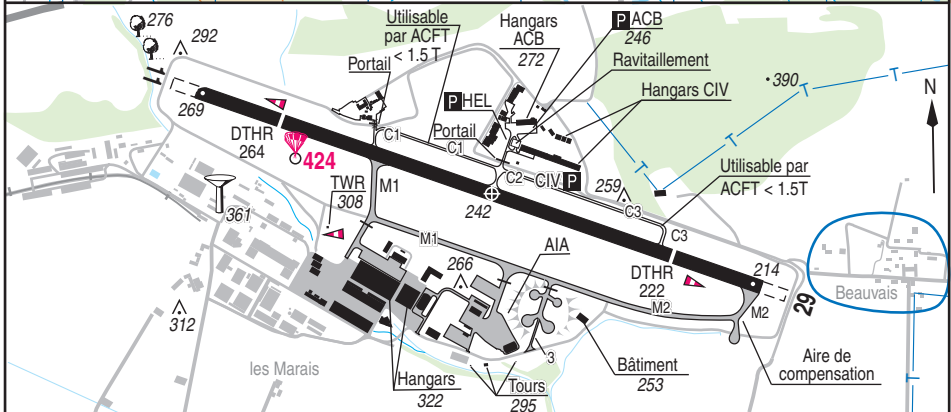 276
292
Utilisable
par ACFT
< 1.5 T
Portail
Hangars
ACB
272
P ACB
246
Ravitaillement
390
Hangars CIV
N
269
P HEL
DTHR
264
424
C1
C1
Portail
C2
CIV P
259
Utilisable par
ACFT < 1.5T
TWR
308
M1
242
C3
C3
361
M1
AIA
266
DTHR
222
214
29
Beauvais
M2
M2
312
les Marais
Hangars
322
Tours
295
3
Bâtiment
253
Aire de
compensation
T
T
T
T
T